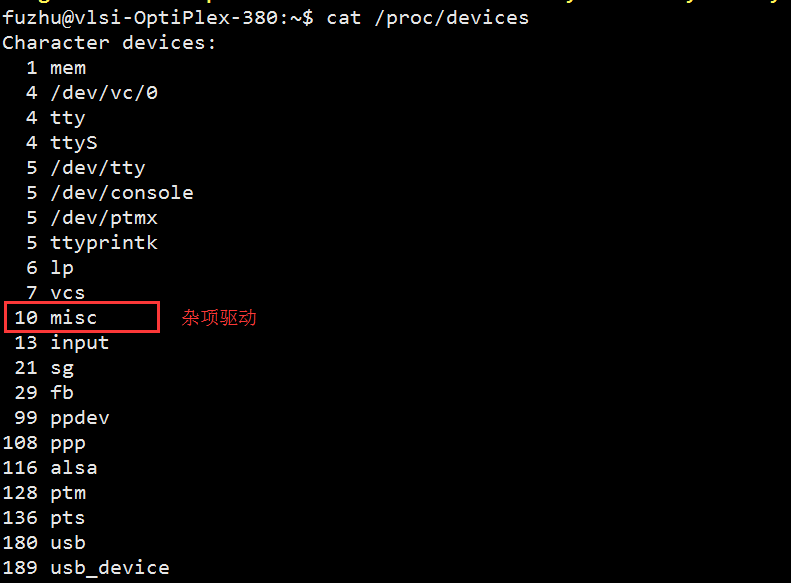 fuzhu@vlsi-OptiPlex-380:~$ cat /proc/devices
Character devices:
1 mem
4 /dev/vc/0
4 tty
4 ttyS
5 /dev/tty
5 /dev/console
5 /dev/ptmx
5 ttyprintk
6 lp
7 vcs
10 misc 杂项驱动
13 input
21 sg
29 fb
99 ppdev
108 ppp
116 alsa
128 ptm
136 pts
180 usb
189 usb_device